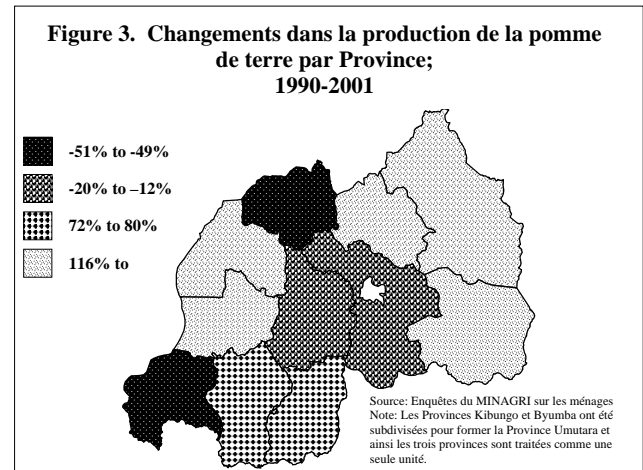 Figure 3. Changements dans la production de la pomme
de terre par Province;
1990-2001
-51% to -49%
-20% to –12%
72% to 80%
116% to
Source: Enquêtes du MINAGRI sur les ménages
Note: Les Provinces Kibungo et Byumba ont été
subdivisées pour former la Province Umutara et
ainsi les trois provinces sont traitées comme une
seule unité.